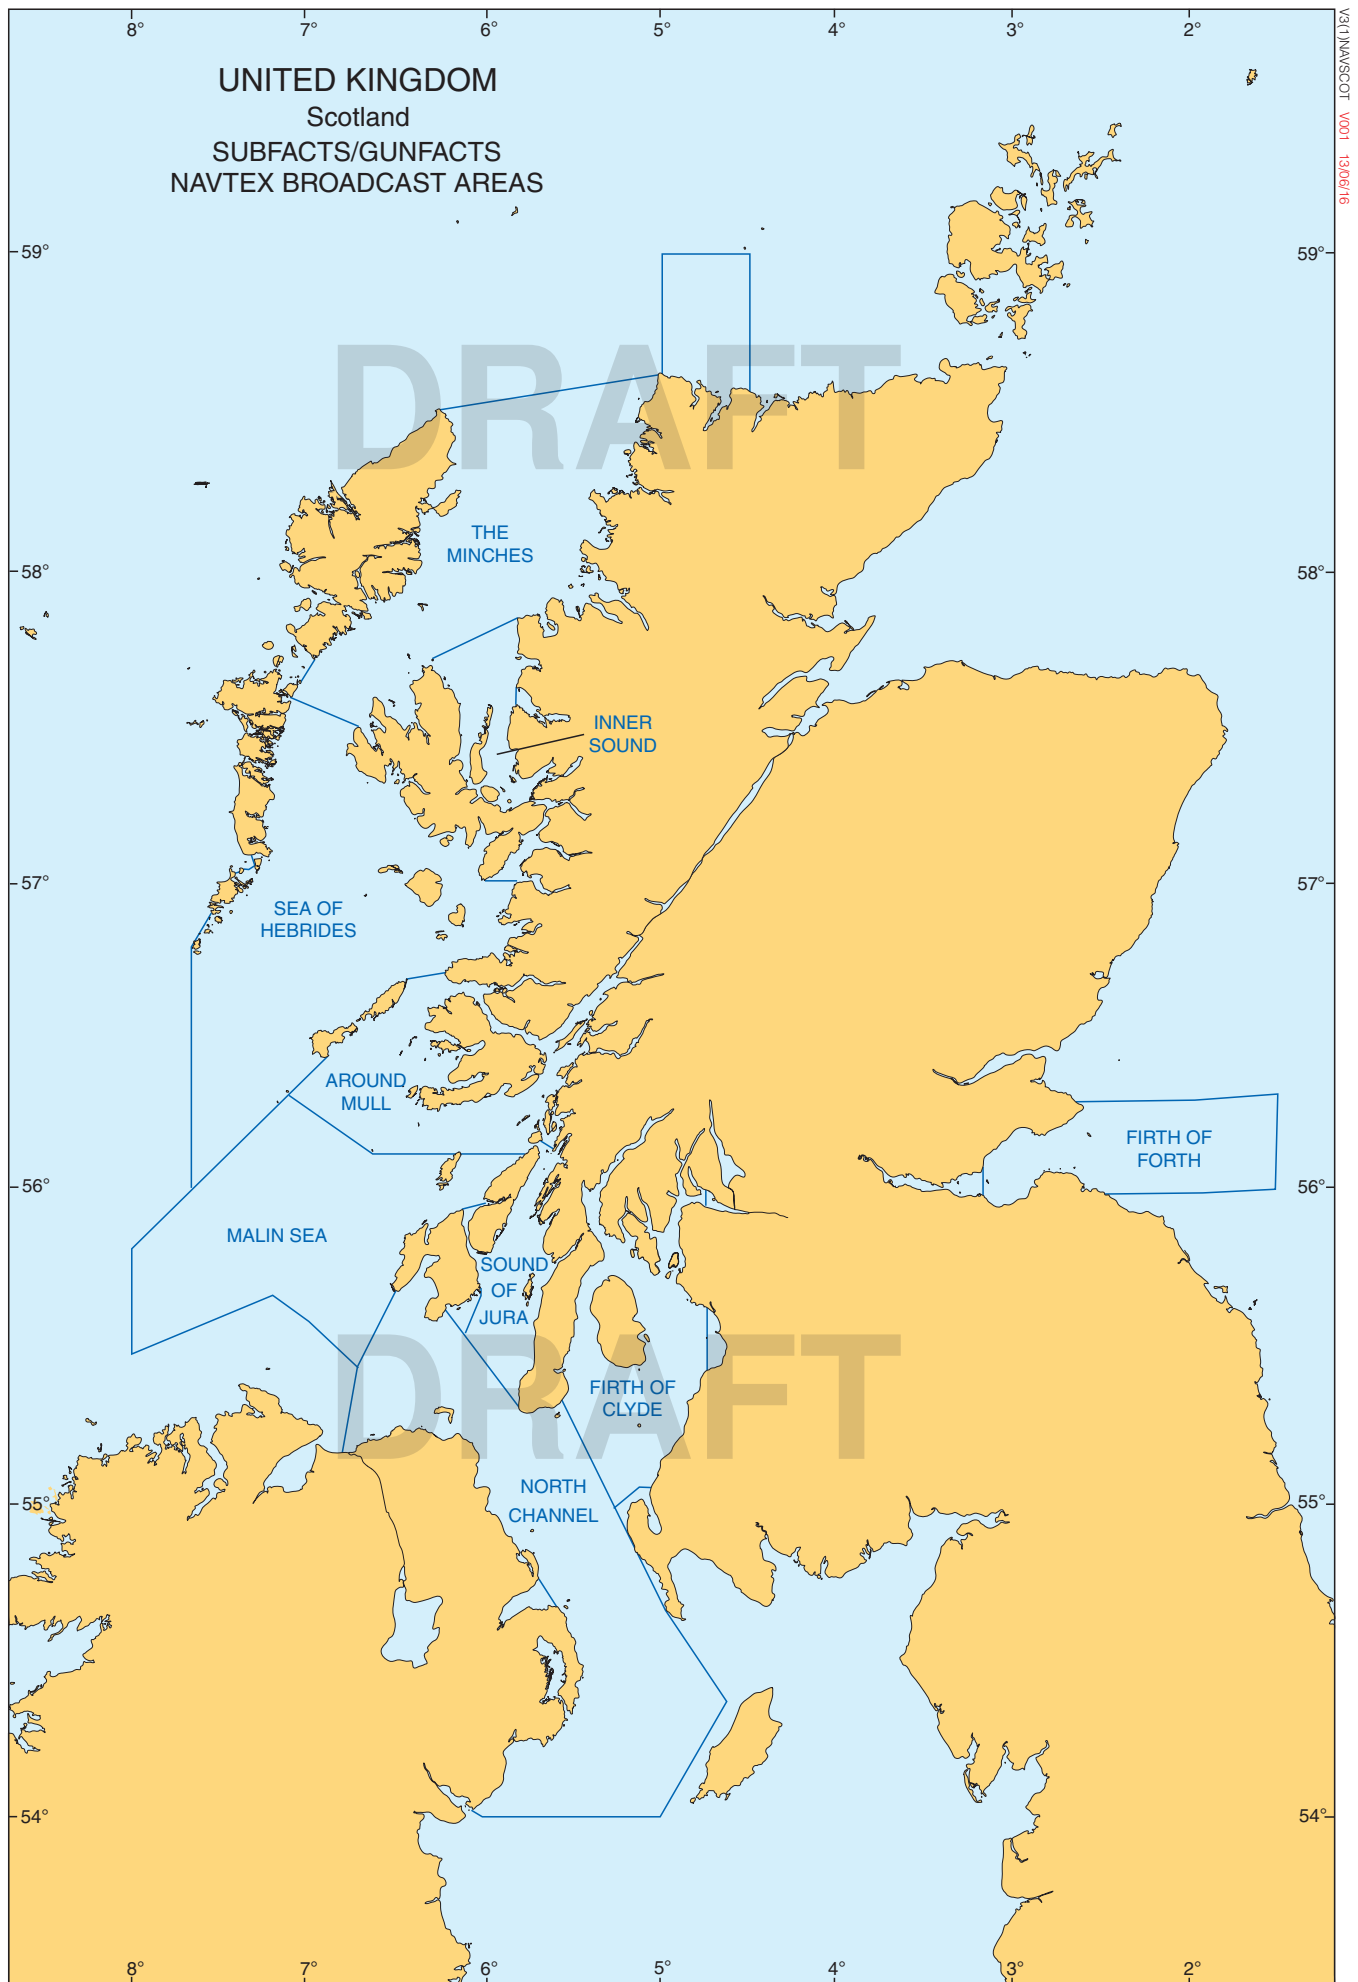 8° 7° 6° 5° 4° 3° 2°
V3(1)NAVSCOT V001 13/06/16
UNITED KINGDOM
Scotland
SUBFACTS/GUNFACTS
NAVTEX BROADCAST AREAS
59° 59°
DRAFT
THE
MINCHES
58° 58°
INNER
SOUND
57° 57°
SEA OF
HEBRIDES
AROUND
MULL
FIRTH OF
FORTH
56° 56°
MALIN SEA
SOUND
OF
JURA
DRAFT
FIRTH OF
CLYDE
NORTH
CHANNEL
55° 55°
54° 54°
8° 7° 6° 5° 4° 3° 2°